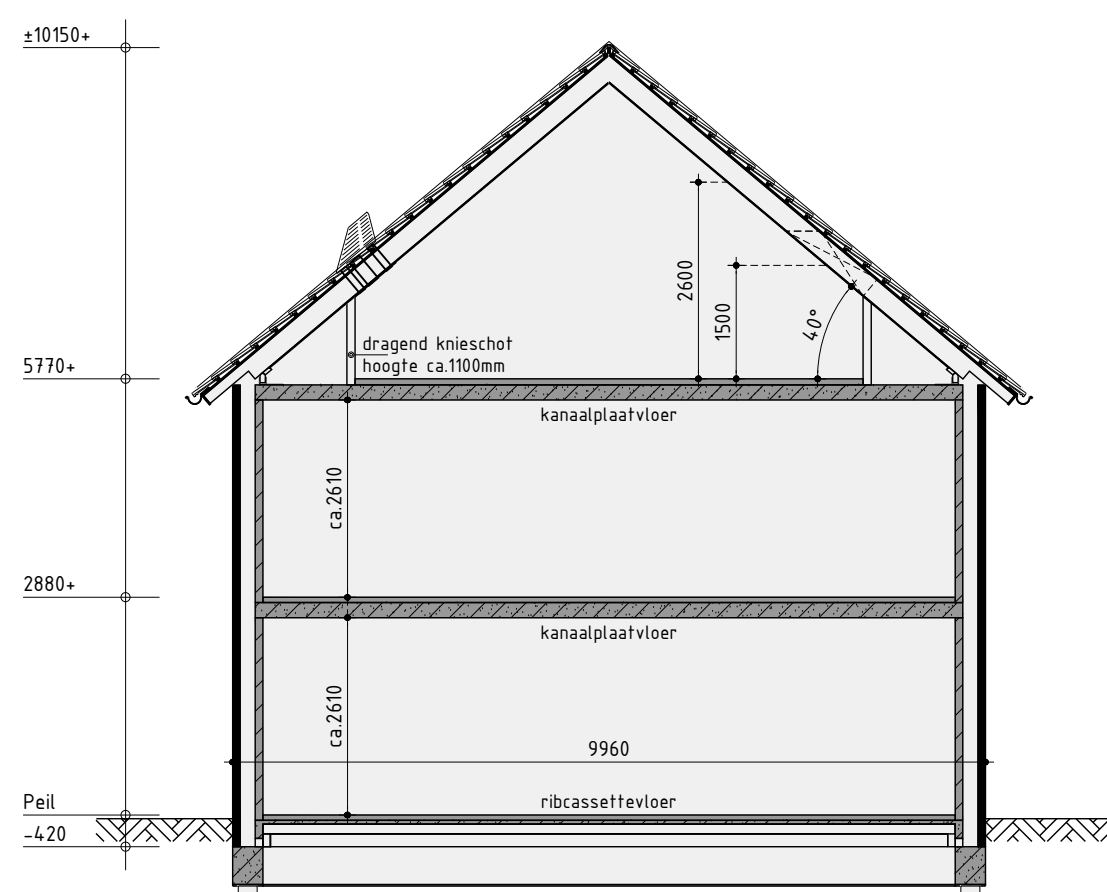 ±10150+
2600
1500
40°
dragend knieschot
hoogte ca.1100mm
5770+
kanaalplaatvloer
ca.2610
2880+
kanaalplaatvloer
ca.2610
9960
Peil
ribcassettevloer
-420